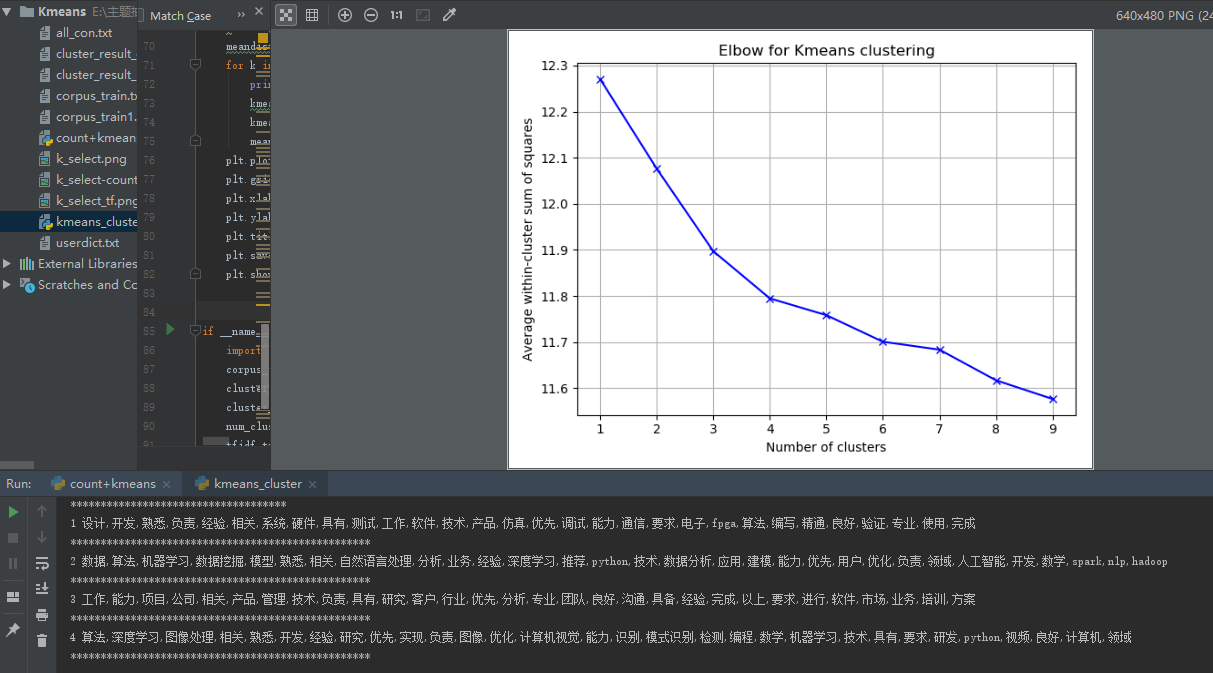 Kmeans E:\主题
Match Case
640x480 PNG (24
all_con.txt
cluster_result_
cluster_result_
corpus_train.tx
corpus_train1.
count+kmean
k_select.png
k_select-count
k_select_tf.png
kmeans_cluste
userdict.txt
External Libraries
Scratches and Co
70
71 for k in
72 prin
73 kmea
74 kmea
75 mean
76 plt.plo
77 plt.gri
78 plt.xla
79 plt.yla
80 plt.tit
81 plt.sav
82 plt.sho
83
84
85 if __name_
86 import
87 corpus_
88 cluste
89 cluste
90 num_clus
91 tfidf_t
Elbow for Kmeans clustering
Average within-cluster sum of squares
12.3
12.2
12.1
12.0
11.9
11.8
11.7
11.6
1 2 3 4 5 6 7 8 9
Number of clusters
Run: count+kmeans kmeans_cluster
***********************************
1 设计,开发,熟悉,负责,经验,相关,系统,硬件,具有,测试,工作,软件,技术,产品,仿真,优先,调试,能力,通信,要求,电子,fpga,算法,编写,精通,良好,验证,专业,使用,完成
*************************************************
2 数据,算法,机器学习,数据挖掘,模型,熟悉,相关,自然语言处理,分析,业务,经验,深度学习,推荐,python,技术,数据分析,应用,建模,能力,优先,用户,优化,负责,领域,人工智能,开发,数学,spark,nlp,hadoop
*************************************************
3 工作,能力,项目,公司,相关,产品,管理,技术,负责,具有,研究,客户,行业,优先,分析,专业,团队,良好,沟通,具备,经验,完成,以上,要求,进行,软件,市场,业务,培训,方案
*************************************************
4 算法,深度学习,图像处理,相关,熟悉,开发,经验,研究,优先,实现,负责,图像,优化,计算机视觉,能力,识别,模式识别,检测,编程,数学,机器学习,技术,具有,要求,研发,python,视频,良好,计算机,领域
*************************************************